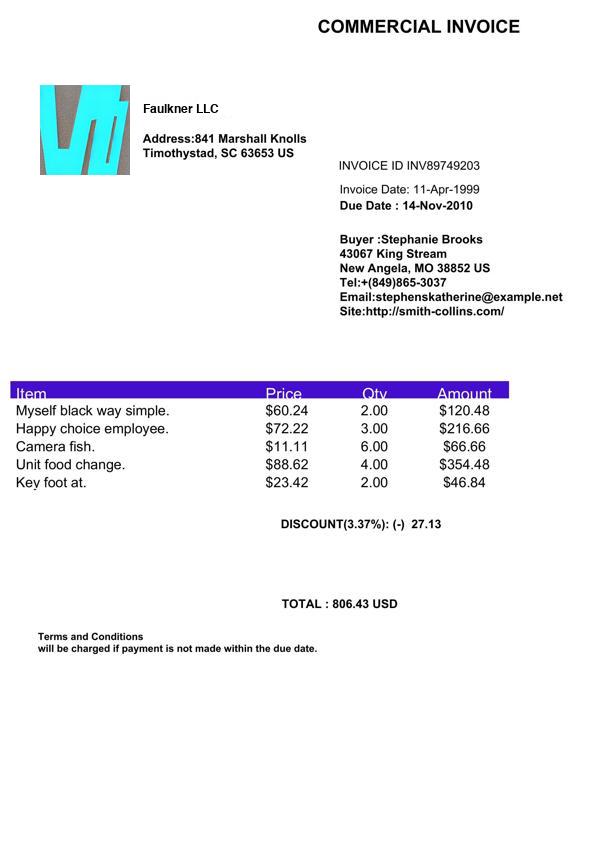 COMMERCIAL INVOICE
Faulkner LLC
Address:841 Marshall Knolls
Timothystad, SC 63653 US
INVOICE ID INV89749203
Invoice Date: 11-Apr-1999
Due Date : 14-Nov-2010
Buyer :Stephanie Brooks
43067 King Stream
New Angela, MO 38852 US
Tel:+(849)865-3037
Email:stephenskatherine@example.net
Site:http://smith-collins.com/
Item Price Qty Amount
Myself black way simple. $60.24 2.00 $120.48
Happy choice employee. $72.22 3.00 $216.66
Camera fish. $11.11 6.00 $66.66
Unit food change. $88.62 4.00 $354.48
Key foot at. $23.42 2.00 $46.84
DISCOUNT(3.37%): (-) 27.13
TOTAL : 806.43 USD
Terms and Conditions
will be charged if payment is not made within the due date.